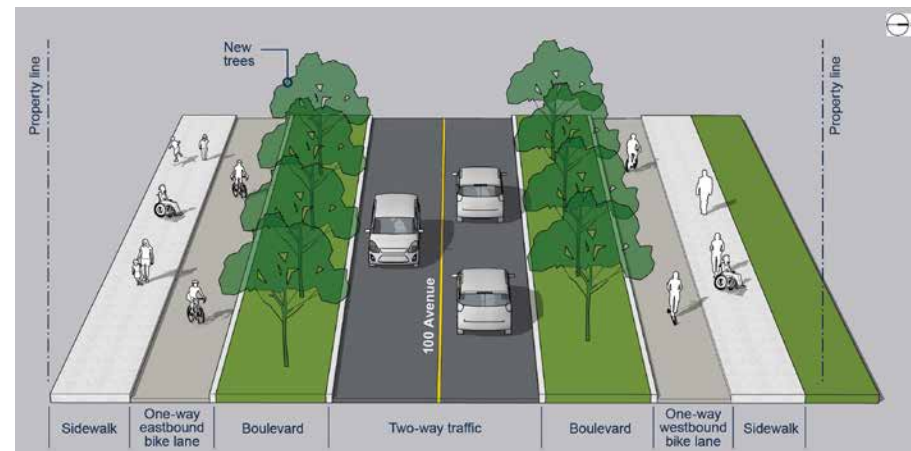 New
trees
Property line
Property line
100 Avenue
Sidewalk
One-way
eastbound
bike lane
Boulevard
Two-way traffic
Boulevard
One-way
westbound
bike lane
Sidewalk